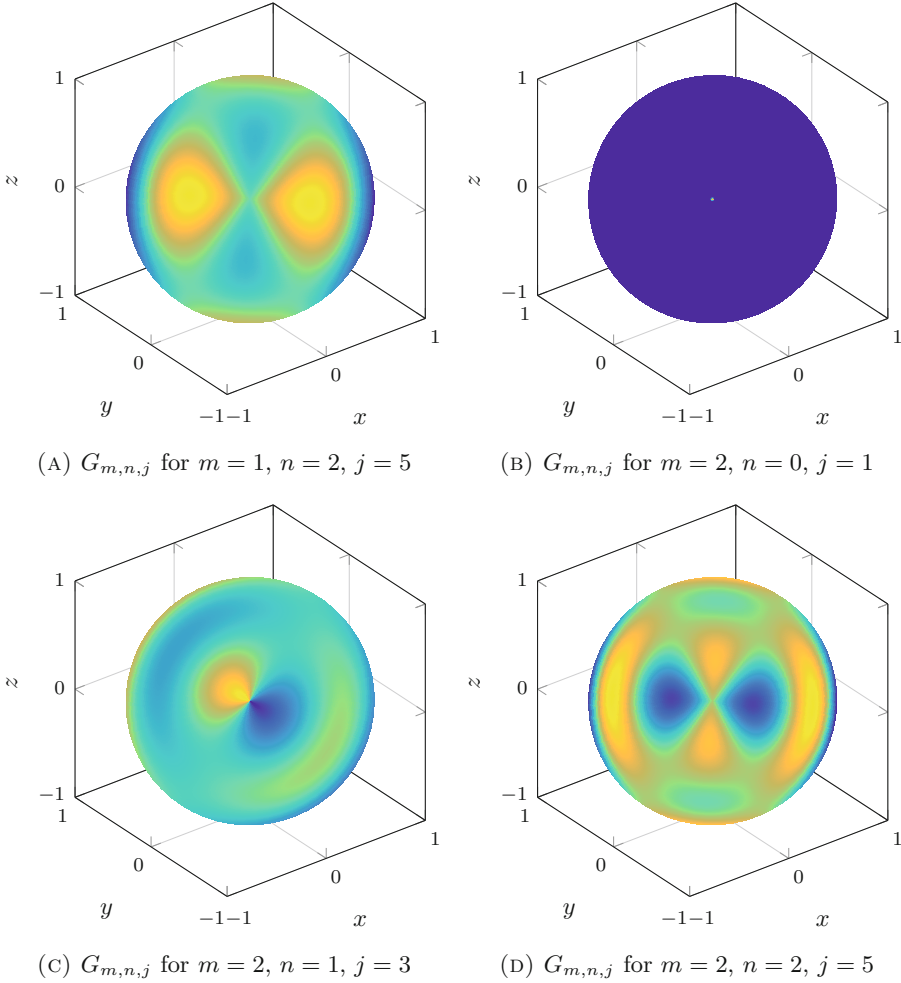 1
0
−1
z
1
0
−1−1
0
1
y
x
(A) G_{m,n,j} for m = 1, n = 2, j = 5
1
0
−1
z
1
0
−1−1
0
1
y
x
(B) G_{m,n,j} for m = 2, n = 0, j = 1
1
0
−1
z
1
0
−1−1
0
1
y
x
(C) G_{m,n,j} for m = 2, n = 1, j = 3
1
0
−1
z
1
0
−1−1
0
1
y
x
(D) G_{m,n,j} for m = 2, n = 2, j = 5